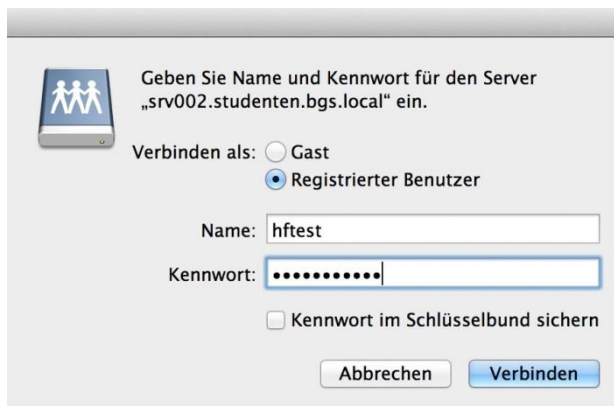 Geben Sie Name und Kennwort für den Server
„srv002.studenten.bgs.local“ ein.
Verbinden als: Gast
Registrierter Benutzer
Name: hftest
Kennwort: •••••••••••
Kennwort im Schlüsselbund sichern
Abbrechen Verbinden